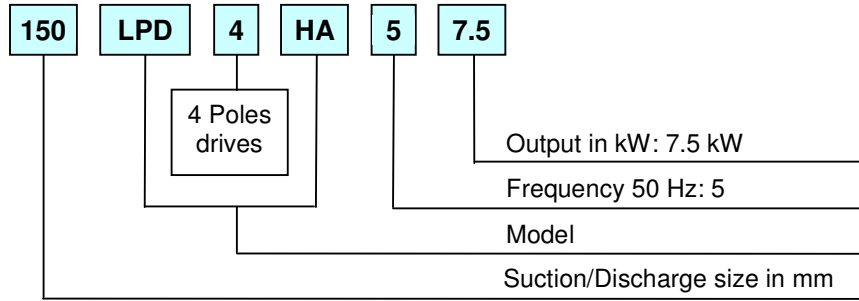 150 LPD 4 HA 5 7.5
4 Poles
drives
Output in kW: 7.5 kW
Frequency 50 Hz: 5
Model
Suction/Discharge size in mm